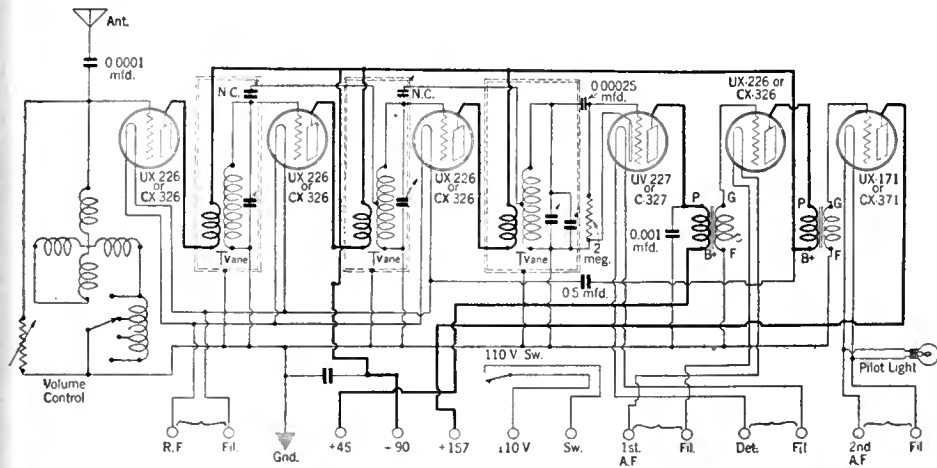 Ant.
0.0001
mfd.
N.C.
N.C.
0.00025
mfd.
UX-226 or
CX-326
UX 226
or
CX 326
UX 226
or
CX 326
UX 226
or
CX 326
UV 227
or
C-327
UX-171
or
CX-371
P
G
B+
F
P
G
B+
F
0.001
mfd.
2
meg.
Vane
Vane
Vane
0.5 mfd.
110 V. Sw.
Pilot Light
Volume
Control
R.F
Fil.
Gnd.
+45
+90
+157
110 V
Sw.
1st.
A.F
Fil.
Det.
Fil
2nd
A.F
Fil